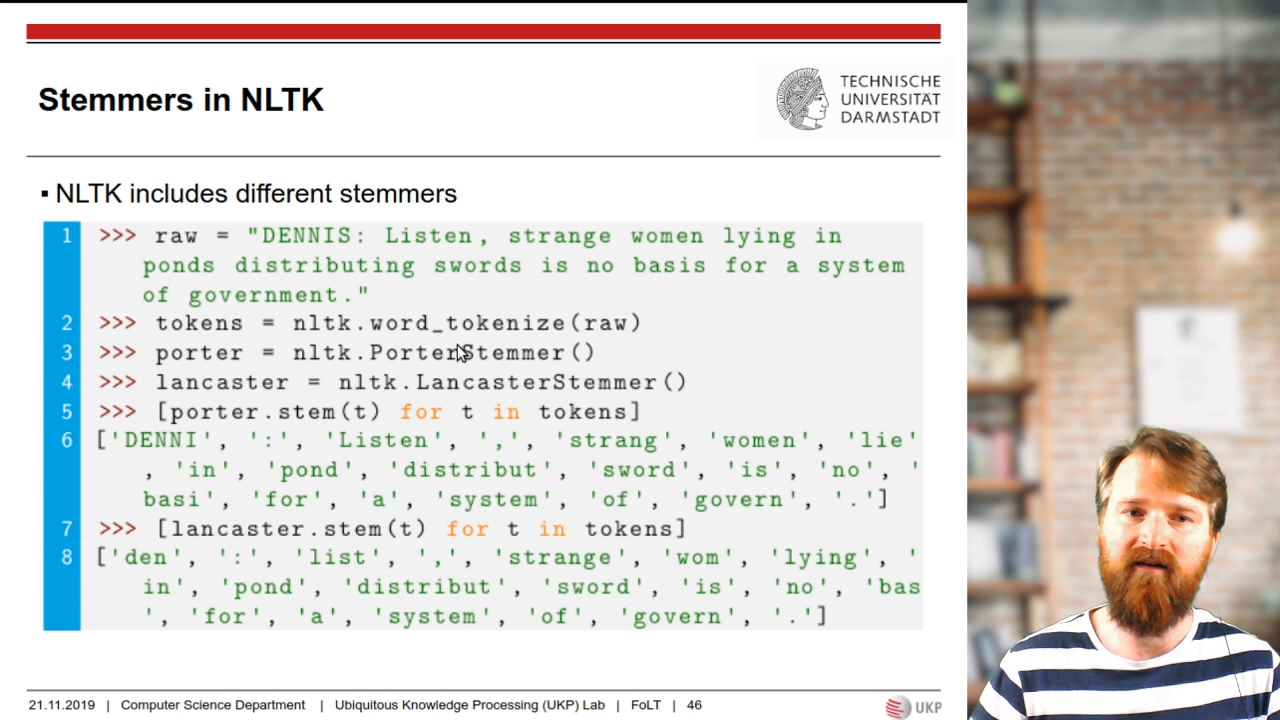 TECHNISCHE
UNIVERSITÄT
DARMSTADT
Stemmers in NLTK
▪ NLTK includes different stemmers
1 >>> raw = "DENNIS: Listen, strange women lying in
ponds distributing swords is no basis for a system
of government."
2 >>> tokens = nltk.word_tokenize(raw)
3 >>> porter = nltk.PorterStemmer()
4 >>> lancaster = nltk.LancasterStemmer()
5 >>> [porter.stem(t) for t in tokens]
6 ['DENNI', ':', 'Listen', ',', 'strang', 'women', 'lie'
, 'in', 'pond', 'distribut', 'sword', 'is', 'no', '
basi', 'for', 'a', 'system', 'of', 'govern', '.']
7 >>> [lancaster.stem(t) for t in tokens]
8 ['den', ':', 'list', ',', 'strange', 'wom', 'lying', '
in', 'pond', 'distribut', 'sword', 'is', 'no', 'bas
', 'for', 'a', 'system', 'of', 'govern', '.']
21.11.2019 | Computer Science Department | Ubiquitous Knowledge Processing (UKP) Lab | FoLT | 46
UKP